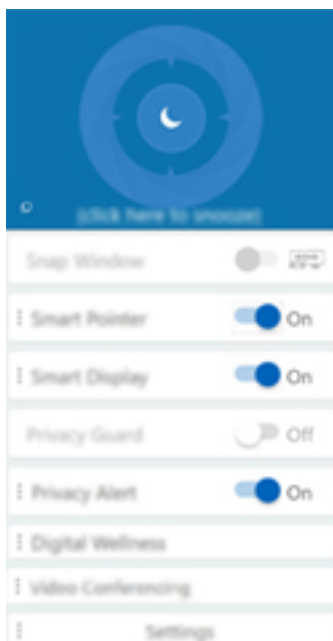 (click here to snooze)
Snap Window
Smart Pointer On
Smart Display On
Privacy Guard Off
Privacy Alert On
Digital Wellness
Video Conferencing
Settings